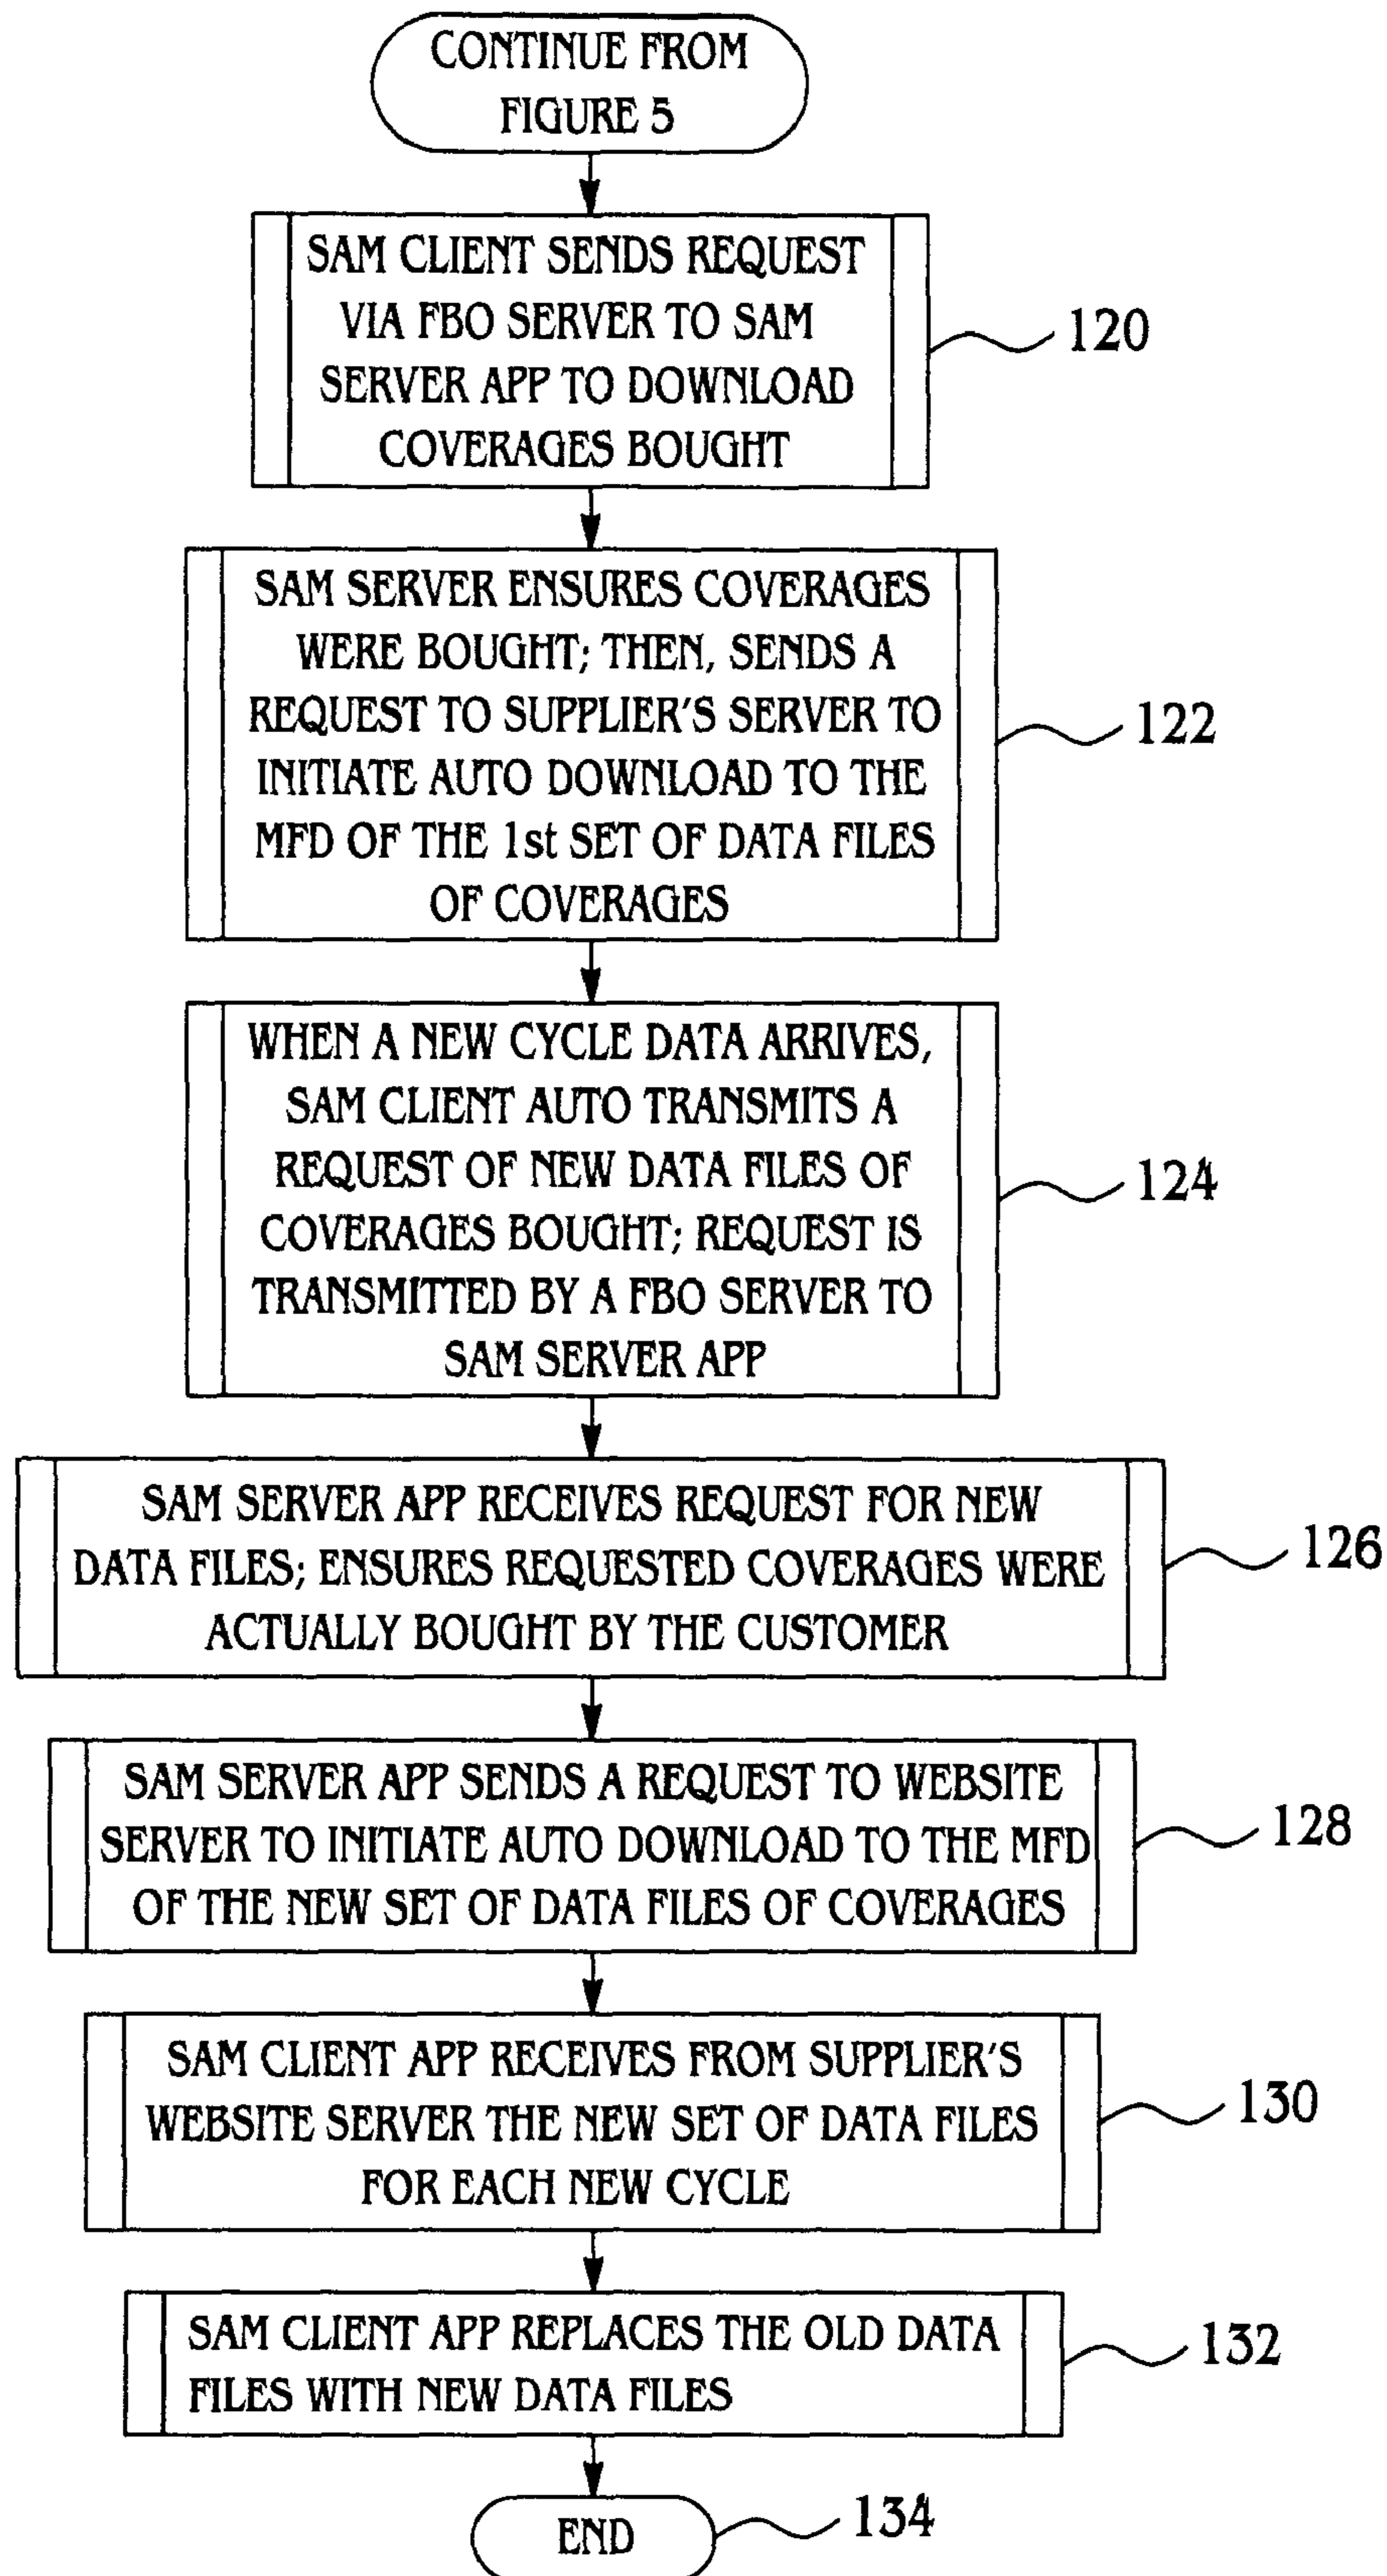 CONTINUE FROM
FIGURE 5
SAM CLIENT SENDS REQUEST
VIA FBO SERVER TO SAM
SERVER APP TO DOWNLOAD
COVERAGES BOUGHT
120
SAM SERVER ENSURES COVERAGES
WERE BOUGHT; THEN, SENDS A
REQUEST TO SUPPLIER'S SERVER TO
INITIATE AUTO DOWNLOAD TO THE
MFD OF THE 1st SET OF DATA FILES
OF COVERAGES
122
WHEN A NEW CYCLE DATA ARRIVES,
SAM CLIENT AUTO TRANSMITS A
REQUEST OF NEW DATA FILES OF
COVERAGES BOUGHT; REQUEST IS
TRANSMITTED BY A FBO SERVER TO
SAM SERVER APP
124
SAM SERVER APP RECEIVES REQUEST FOR NEW
DATA FILES; ENSURES REQUESTED COVERAGES WERE
ACTUALLY BOUGHT BY THE CUSTOMER
126
SAM SERVER APP SENDS A REQUEST TO WEBSITE
SERVER TO INITIATE AUTO DOWNLOAD TO THE MFD
OF THE NEW SET OF DATA FILES OF COVERAGES
128
SAM CLIENT APP RECEIVES FROM SUPPLIER'S
WEBSITE SERVER THE NEW SET OF DATA FILES
FOR EACH NEW CYCLE
130
SAM CLIENT APP REPLACES THE OLD DATA
FILES WITH NEW DATA FILES
132
END
134